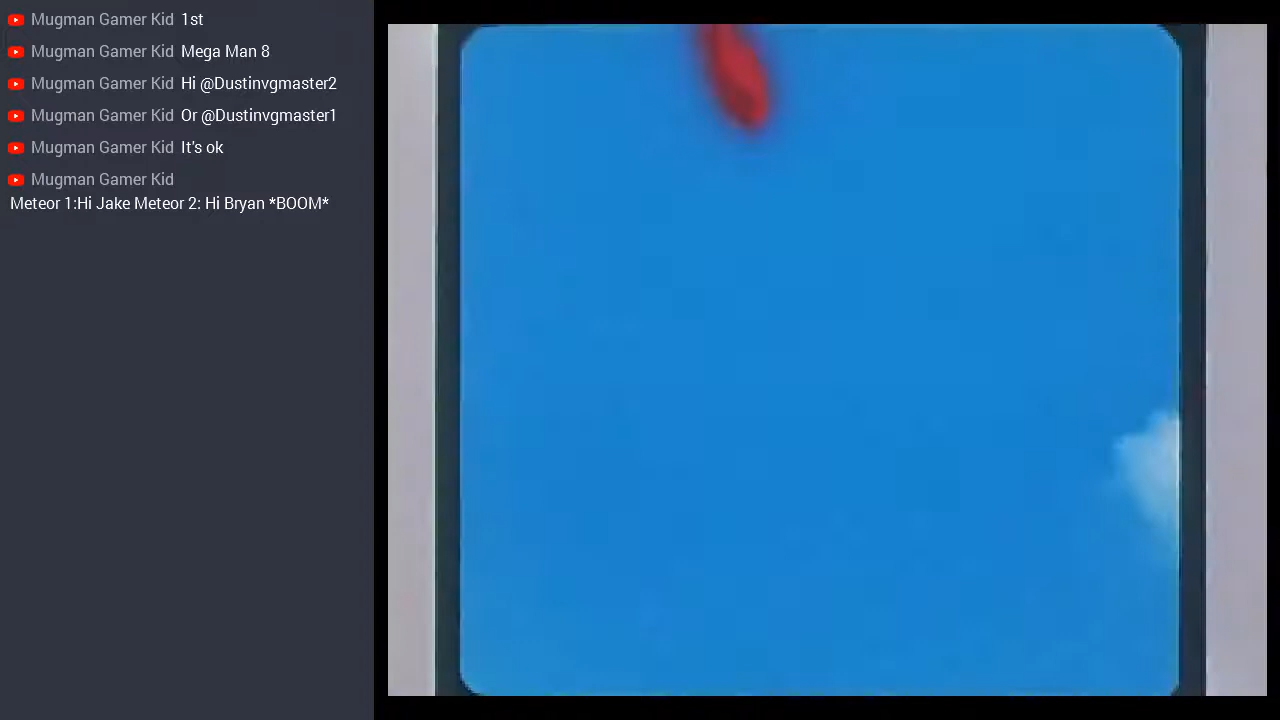 Mugman Gamer Kid 1st
Mugman Gamer Kid Mega Man 8
Mugman Gamer Kid Hi @Dustinvgmaster2
Mugman Gamer Kid Or @Dustinvgmaster1
Mugman Gamer Kid It's ok
Mugman Gamer Kid
Meteor 1:Hi Jake Meteor 2: Hi Bryan *BOOM*